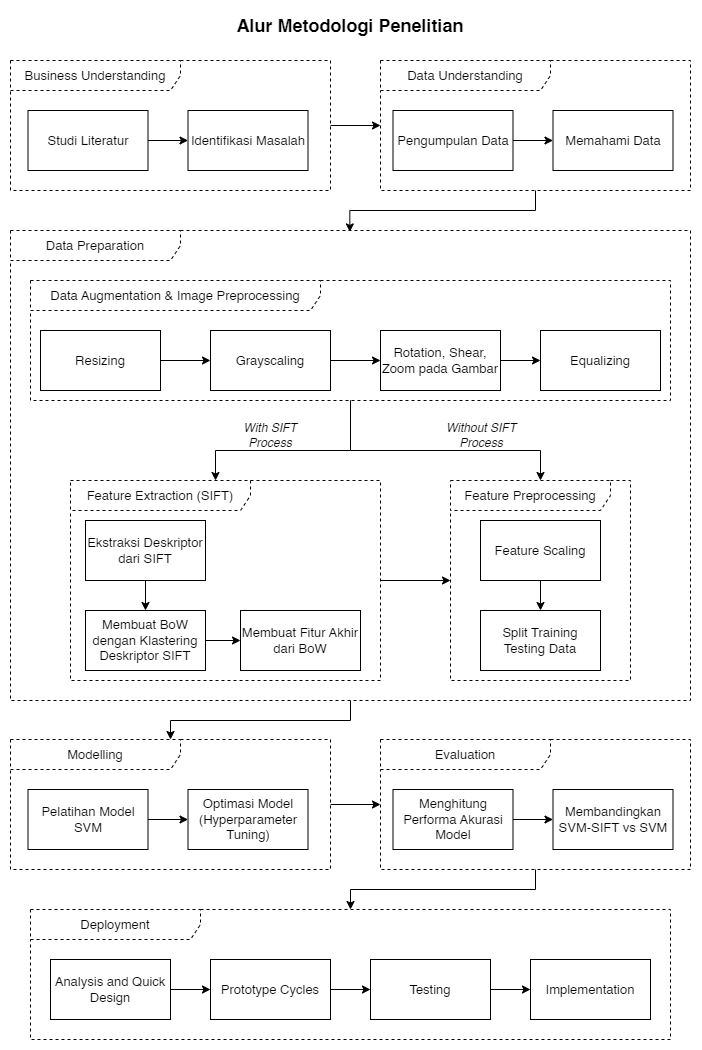 Alur Metodologi Penelitian
Business Understanding
Studi Literatur
Identifikasi Masalah
Data Understanding
Pengumpulan Data
Memahami Data
Data Preparation
Data Augmentation & Image Preprocessing
Resizing
Grayscaling
Rotation, Shear,
Zoom pada Gambar
Equalizing
With SIFT
Process
Without SIFT
Process
Feature Extraction (SIFT)
Ekstraksi Deskriptor
dari SIFT
Membuat BoW
dengan Klastering
Deskriptor SIFT
Membuat Fitur Akhir
dari BoW
Feature Preprocessing
Feature Scaling
Split Training
Testing Data
Modelling
Pelatihan Model
SVM
Optimasi Model
(Hyperparameter
Tuning)
Evaluation
Menghitung
Performa Akurasi
Model
Membandingkan
SVM-SIFT vs SVM
Deployment
Analysis and Quick
Design
Prototype Cycles
Testing
Implementation